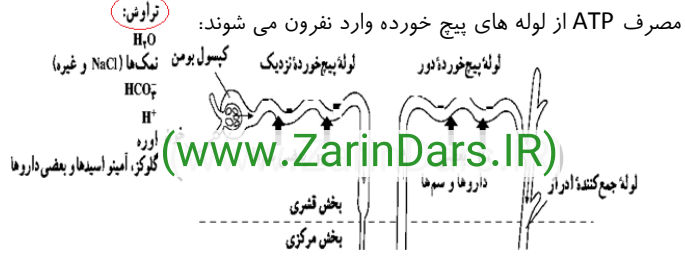 مصرف ATP از لوله های پیچ خورده وارد نفرون می شوند:
تراوش:
H₂O
نمک‌ها (NaCl و غیره)
HCO₃⁻
H⁺
اوره
گلوکز، آمینو اسیدها و بعضی داروها
کپسول بومن
لولهٔ پیچ‌خوردهٔ نزدیک
لولهٔ پیچ‌خوردهٔ دور
(www.ZarinDars.IR)
داروها و سم‌ها
لولهٔ جمع‌کنندهٔ ادرار
بخش قشری
بخش مرکزی